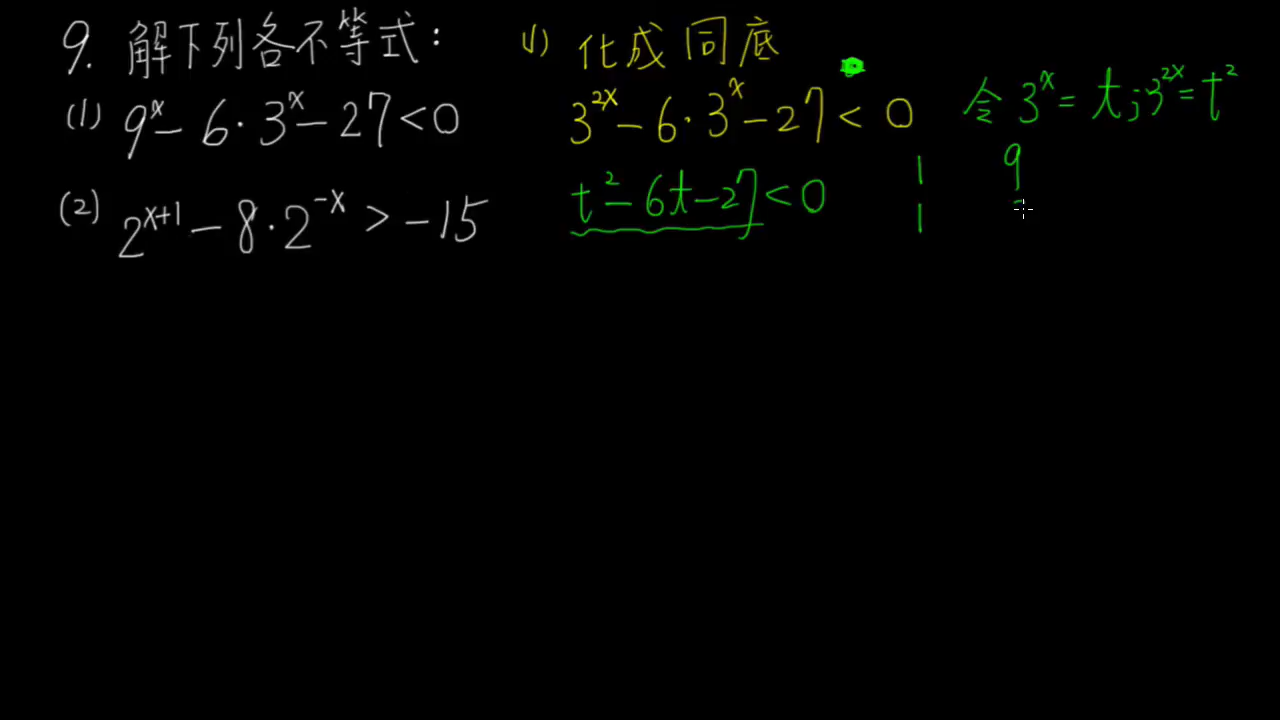 9. 解下列各不等式：
(1) 9^x - 6·3^x - 27 < 0
(2) 2^{x+1} - 8·2^{-x} > -15
(1) 化成同底
3^{2x} - 6·3^x - 27 < 0
令 3^x = t; 3^{2x} = t^2
t^2 - 6t - 27 < 0
1 9
1